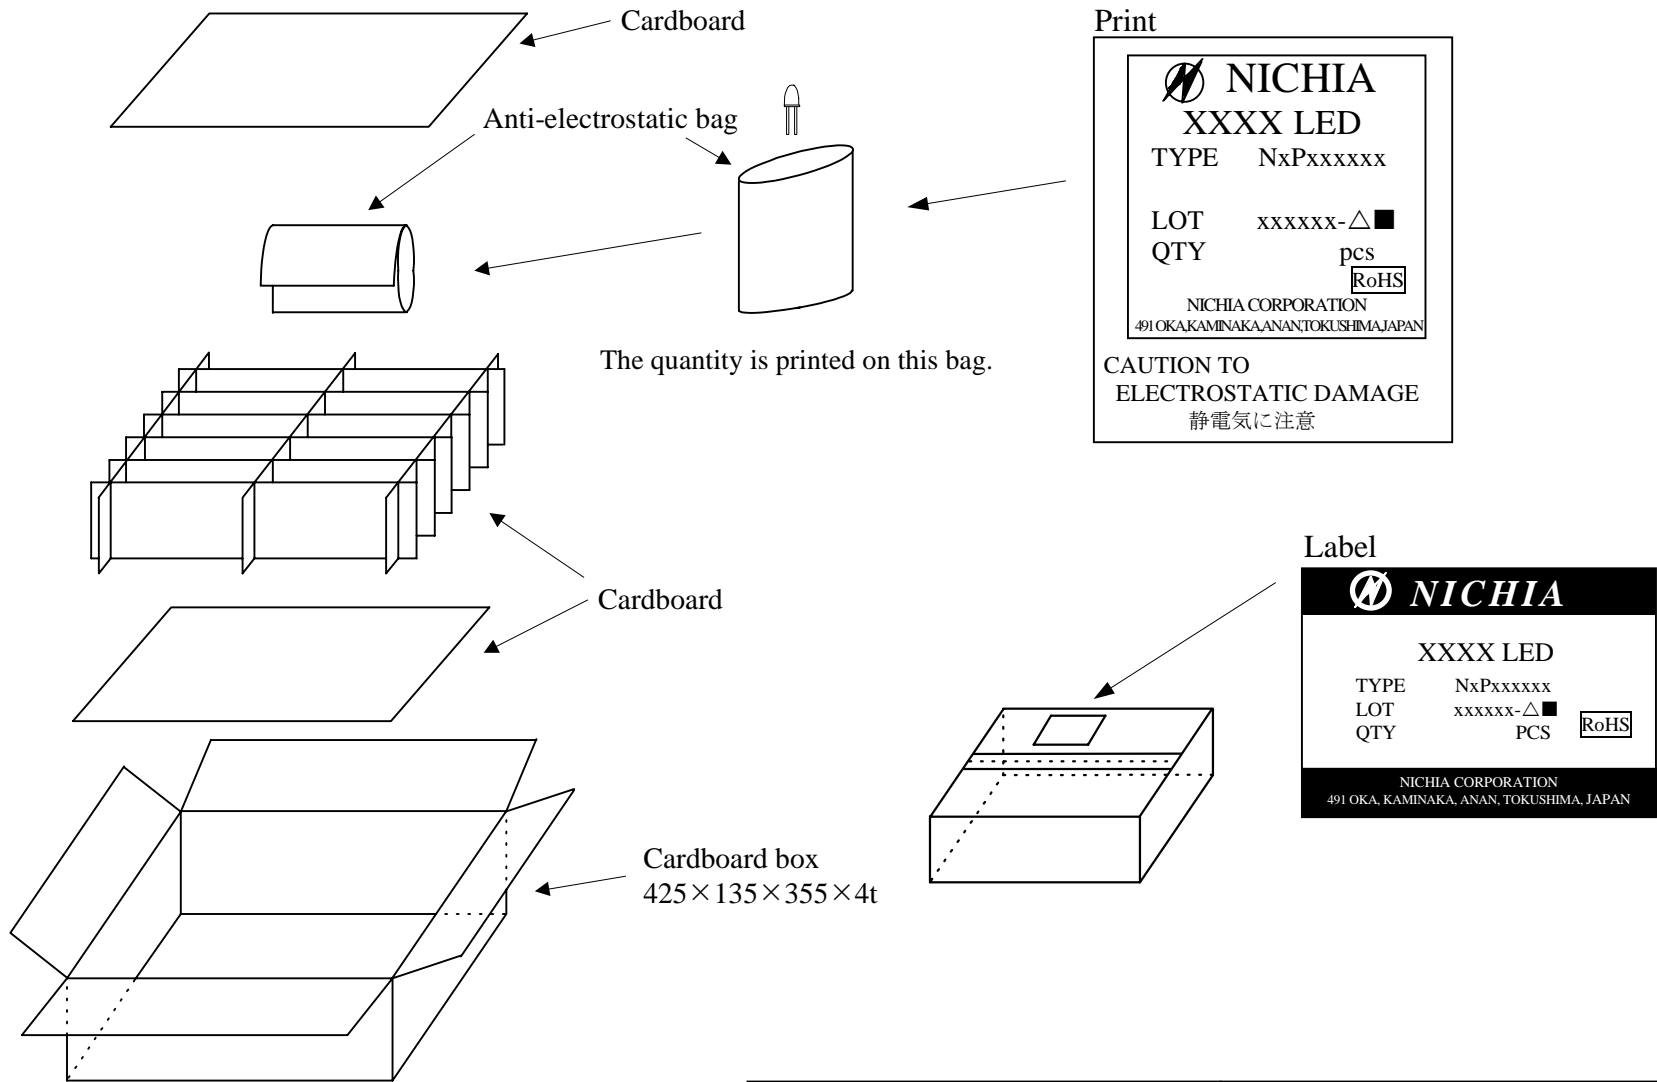 Cardboard
Anti-electrostatic bag
The quantity is printed on this bag.
Print
NICHIA
XXXX LED
TYPE NxPxxxxxx
LOT xxxxxx-△■
QTY pcs
RoHS
NICHIA CORPORATION
491 OKA,KAMINAKA,ANAN,TOKUSHIMA,JAPAN
CAUTION TO
ELECTROSTATIC DAMAGE
静電気に注意
Cardboard
Cardboard box
425×135×355×4t
Label
NICHIA
XXXX LED
TYPE NxPxxxxxx
LOT xxxxxx-△■
QTY PCS
RoHS
NICHIA CORPORATION
491 OKA, KAMINAKA, ANAN, TOKUSHIMA, JAPAN